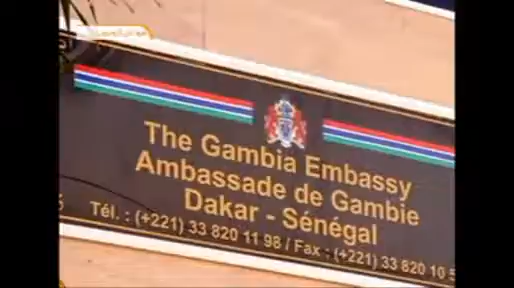 The Gambia Embassy
Ambassade de Gambie
Dakar - Sénégal
Tél. : (+221) 33 820 11 98 / Fax : (+221) 33 820 10 5